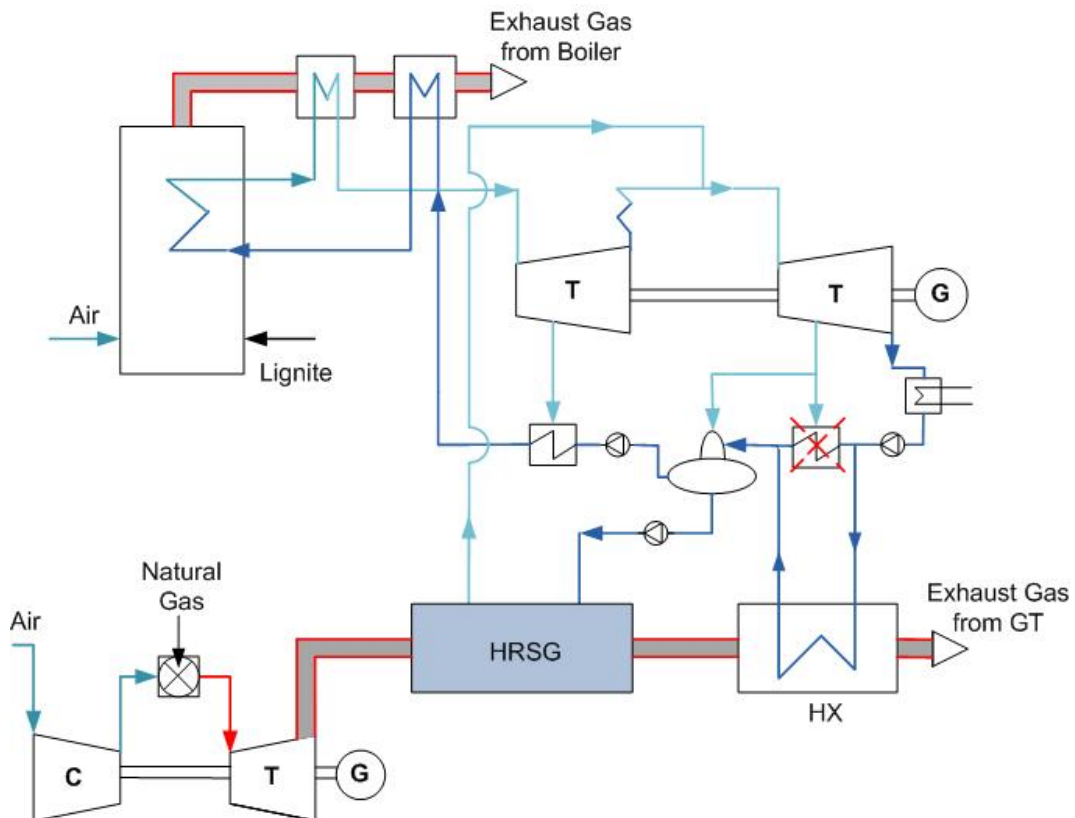 Exhaust Gas
from Boiler
T
T
G
Air
Lignite
Natural
Gas
Air
HRSG
Exhaust Gas
from GT
HX
C
T
G